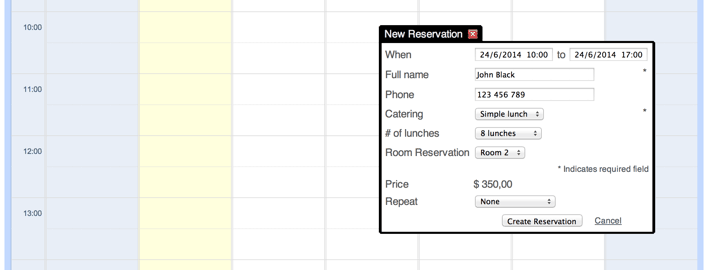 10:00
11:00
12:00
13:00
New Reservation
When 24/6/2014 10:00 to 24/6/2014 17:00
Full name John Black *
Phone 123 456 789
Catering Simple lunch *
# of lunches 8 lunches
Room Reservation Room 2
* Indicates required field
Price $ 350,00
Repeat None
Create Reservation Cancel